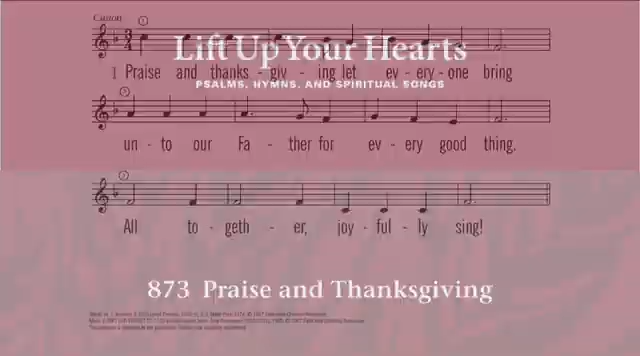 Canon
1
Lift Up Your Hearts
1 Praise and thanks - giv - ing let ev - ery - one bring
PSALMS, HYMNS, AND SPIRITUAL SONGS
un - to our Fa - ther for ev - ery good thing.
All to - geth - er, joy - ful - ly sing!
873 Praise and Thanksgiving